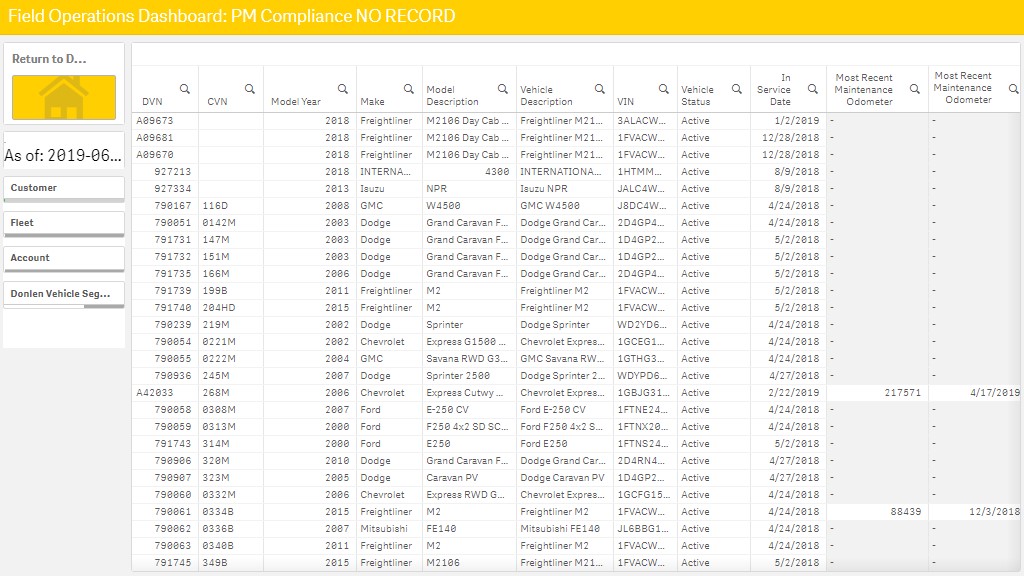 Field Operations Dashboard: PM Compliance NO RECORD
Return to D...
As of: 2019-06...
Customer
Fleet
Account
Donlen Vehicle Seg...
DVN CVN Model Year Make Model Description Vehicle Description VIN Vehicle Status In Service Date Most Recent Maintenance Odometer Most Recent Maintenance Odometer
A09673 2018 Freightliner M2106 Day Cab ... Freightliner M21... 3ALACW... Active 1/2/2019 - -
A09681 2018 Freightliner M2106 Day Cab ... Freightliner M21... 1FVACW... Active 12/28/2018 - -
A09670 2018 Freightliner M2106 Day Cab ... Freightliner M21... 1FVACW... Active 12/28/2018 - -
927213 2018 INTERNA... 4300 INTERNATIONA... 1HTMM... Active 8/9/2018 - -
927334 2013 Isuzu NPR Isuzu NPR JALC4W... Active 8/9/2018 - -
790167 116D 2008 GMC W4500 GMC W4500 J8DC4W... Active 4/24/2018 - -
790051 0142M 2003 Dodge Grand Caravan F... Dodge Grand Car... 2D4GP4... Active 4/24/2018 - -
791731 147M 2003 Dodge Grand Caravan F... Dodge Grand Car... 1D4GP2... Active 5/2/2018 - -
791732 151M 2003 Dodge Grand Caravan F... Dodge Grand Car... 1D4GP2... Active 5/2/2018 - -
791735 166M 2006 Dodge Grand Caravan F... Dodge Grand Car... 2D4GP4... Active 5/2/2018 - -
791739 199B 2011 Freightliner M2 Freightliner M2 1FVACW... Active 5/2/2018 - -
791740 204HD 2015 Freightliner M2 Freightliner M2 1FVACW... Active 5/2/2018 - -
790239 219M 2002 Dodge Sprinter Dodge Sprinter WD2YD6... Active 4/24/2018 - -
790054 0221M 2002 Chevrolet Express G1500 ... Chevrolet Expres... 1GCEG1... Active 4/24/2018 - -
790055 0222M 2004 GMC Savana RWD G3... GMC Savana RW... 1GTHG3... Active 4/24/2018 - -
790936 245M 2007 Dodge Sprinter 2500 Dodge Sprinter 2... WDYPD6... Active 4/27/2018 - -
A42033 268M 2006 Chevrolet Express Cutwy ... Chevrolet Expres... 1GBJG31... Active 2/22/2019 217571 4/17/2019
790058 0308M 2007 Ford E-250 CV Ford E-250 CV 1FTNE24... Active 4/24/2018 - -
790059 0313M 2000 Ford F250 4x2 SD SC... Ford F250 4x2 S... 1FTNX20... Active 4/24/2018 - -
791743 314M 2000 Ford E250 Ford E250 1FTNS24... Active 5/2/2018 - -
790906 320M 2010 Dodge Grand Caravan F... Dodge Grand Car... 2D4RN4... Active 4/27/2018 - -
790907 323M 2005 Dodge Caravan PV Dodge Caravan PV 1D4GP2... Active 4/27/2018 - -
790060 0332M 2006 Chevrolet Express RWD G... Chevrolet Expres... 1GCFG15... Active 4/24/2018 - -
790061 0334B 2015 Freightliner M2 Freightliner M2 1FVACW... Active 4/24/2018 88439 12/3/2018
790062 0336B 2007 Mitsubishi FE140 Mitsubishi FE140 JL6BBG1... Active 4/24/2018 - -
790063 0340B 2011 Freightliner M2 Freightliner M2 1FVACW... Active 4/24/2018 - -
791745 349B 2015 Freightliner M2106 Freightliner M21... 1FVACW... Active 5/2/2018 - -